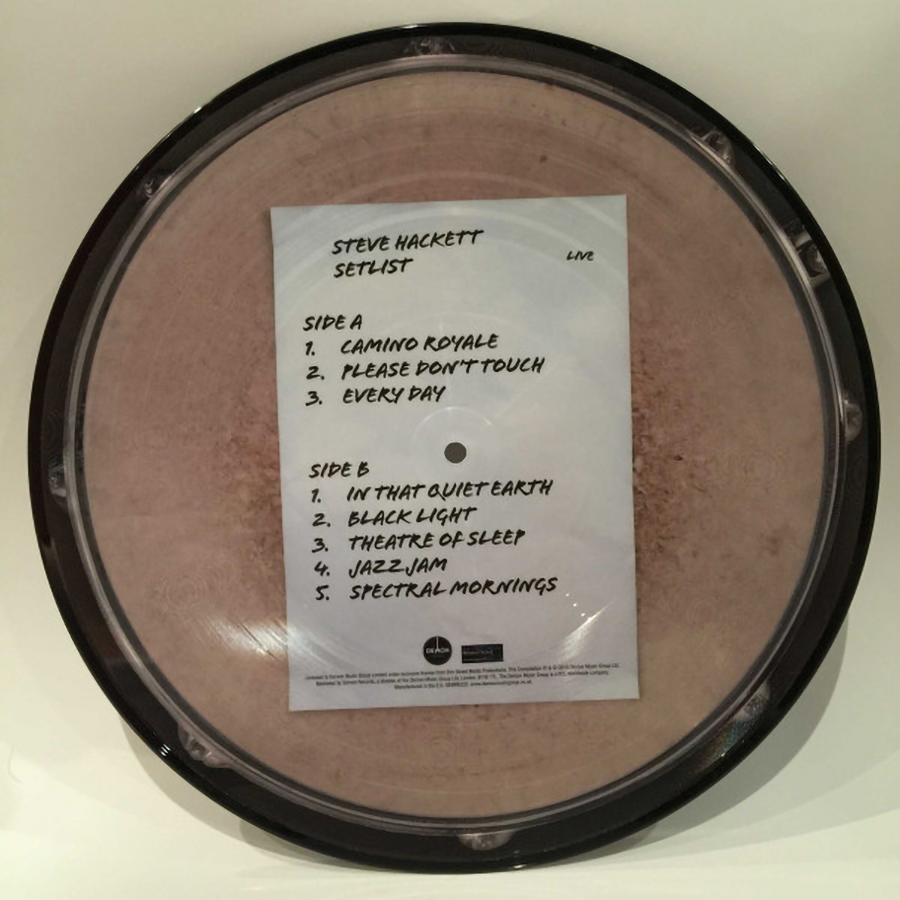 STEVE HACKETT
SETLIST
LIVE
SIDE A
1. CAMINO ROYALE
2. PLEASE DON'T TOUCH
3. EVERY DAY
SIDE B
1. IN THAT QUIET EARTH
2. BLACK LIGHT
3. THEATRE OF SLEEP
4. JAZZ JAM
5. SPECTRAL MORNINGS
DEMON